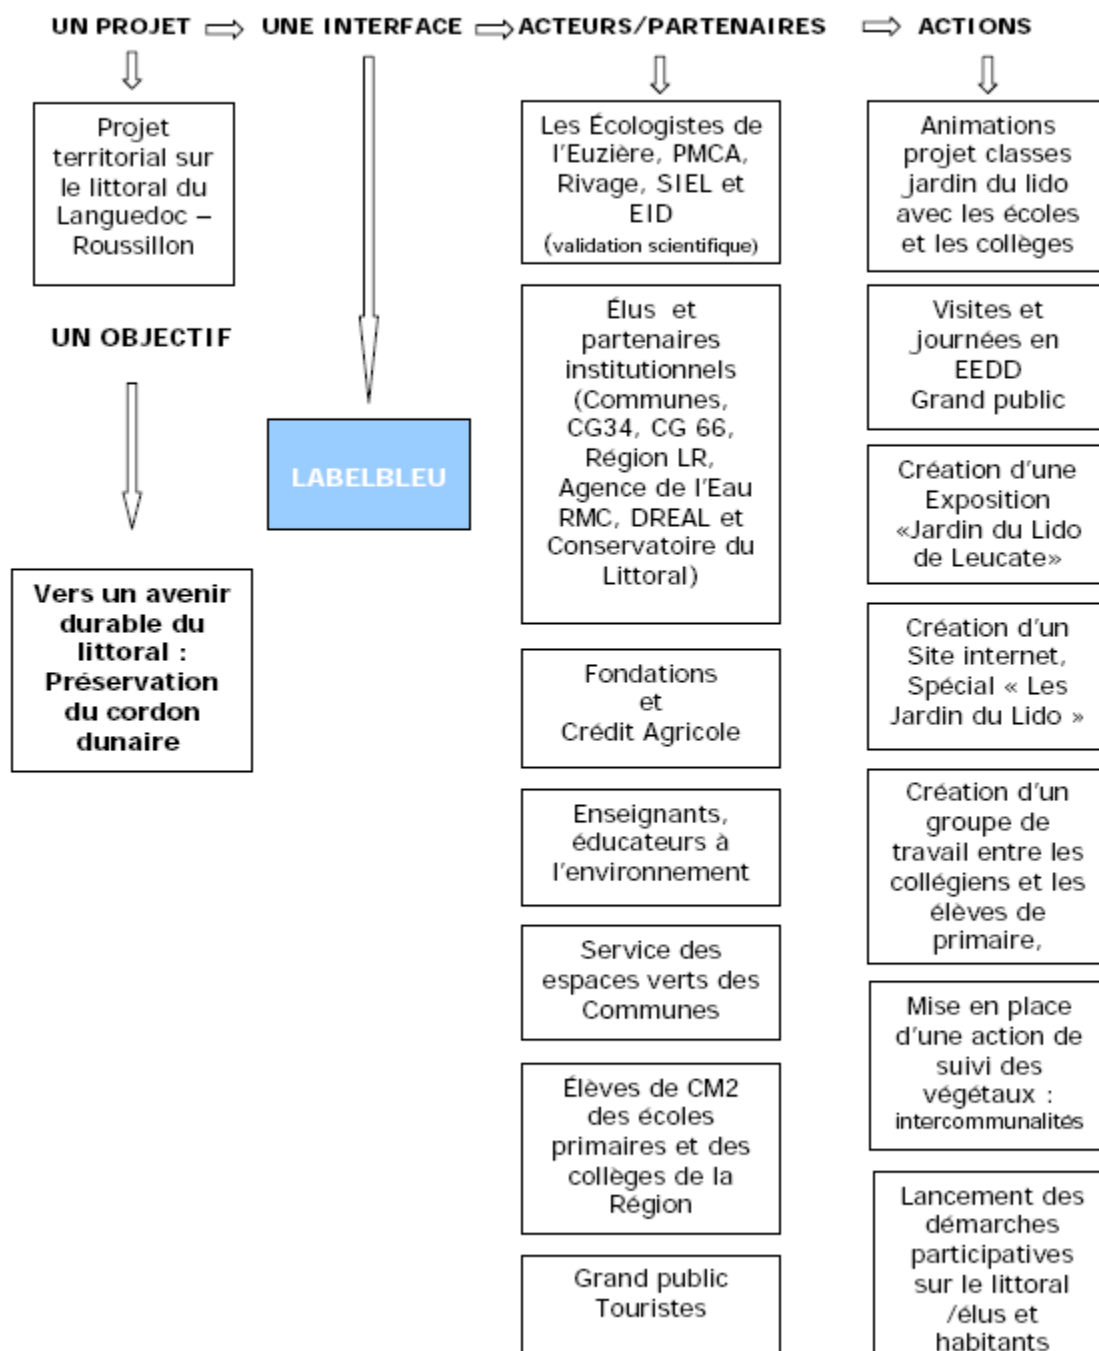 UN PROJET
UNE INTERFACE
ACTEURS/PARTENAIRES
ACTIONS
Projet
territorial sur
le littoral du
Languedoc –
Roussillon
UN OBJECTIF
Vers un avenir
durable du
littoral :
Préservation
du cordon
dunaire
LABELBLEU
Les Écologistes de
l'Euzière, PMCA,
Rivage, SIEL et
EID
(validation scientifique)
Élus et
partenaires
institutionnels
(Communes,
CG34, CG 66,
Région LR,
Agence de l'Eau
RMC, DREAL et
Conservatoire du
Littoral)
Fondations
et
Crédit Agricole
Enseignants,
éducateurs à
l'environnement
Service des
espaces verts des
Communes
Élèves de CM2
des écoles
primaires et des
collèges de la
Région
Grand public
Touristes
Animations
projet classes
jardin du lido
avec les écoles
et les collèges
Visites et
journées en
EEDD
Grand public
Création d'une
Exposition
«Jardin du Lido
de Leucate»
Création d'un
Site internet,
Spécial « Les
Jardin du Lido »
Création d'un
groupe de
travail entre les
collégiens et les
élèves de
primaire,
Mise en place
d'une action de
suivi des
végétaux :
intercommunalités
Lancement des
démarches
participatives
sur le littoral
/élus et
habitants